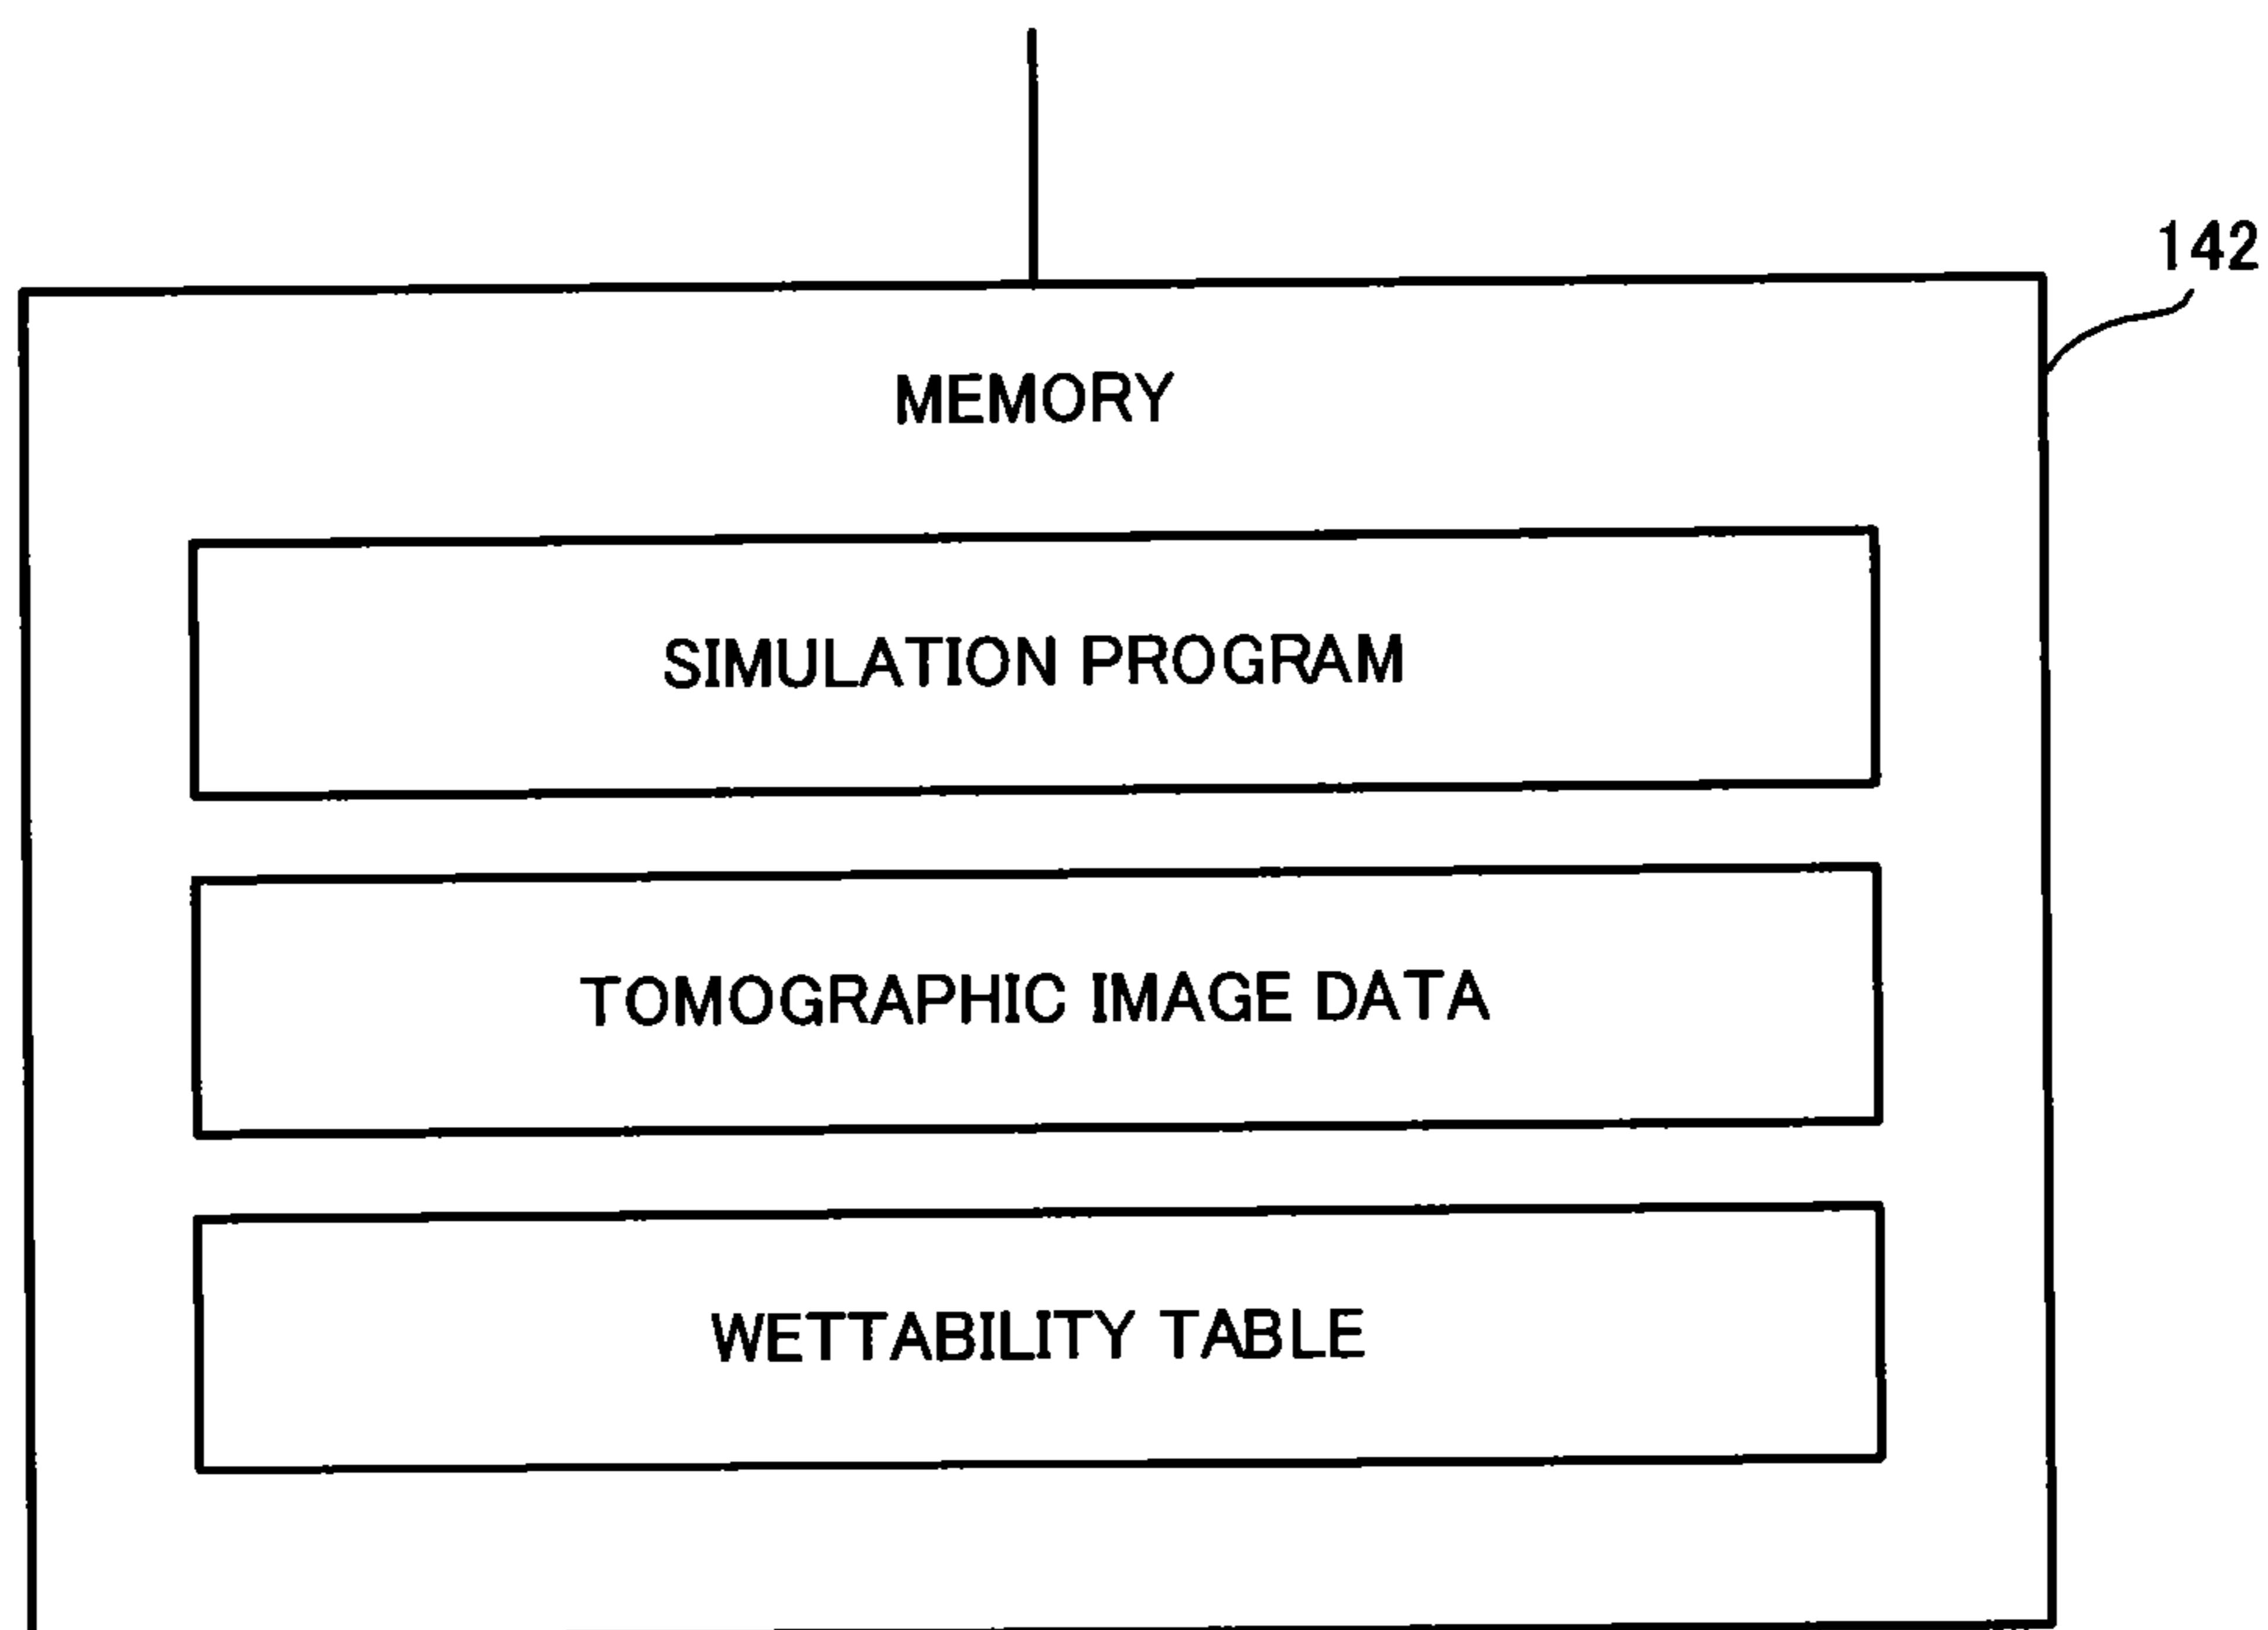 142
MEMORY
SIMULATION PROGRAM
TOMOGRAPHIC IMAGE DATA
WETTABILITY TABLE